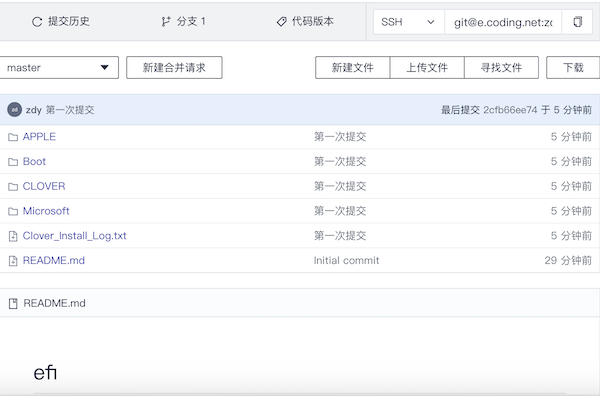 提交历史 分支 1 代码版本 SSH git@e.coding.net:zc
master 新建合并请求 新建文件 上传文件 寻找文件 下载
zdy 第一次提交 最后提交 2cfb66ee74 于 5 分钟前
APPLE 第一次提交 5 分钟前
Boot 第一次提交 5 分钟前
CLOVER 第一次提交 5 分钟前
Microsoft 第一次提交 5 分钟前
Clover_Install_Log.txt 第一次提交 5 分钟前
README.md Initial commit 29 分钟前
README.md
efi